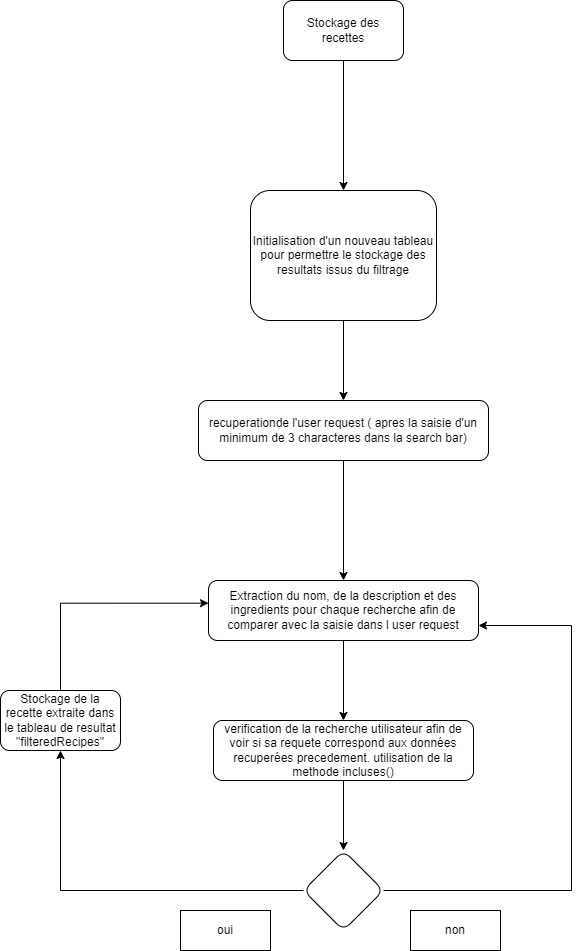 Stockage des
recettes
Initialisation d'un nouveau tableau
pour permettre le stockage des
resultats issus du filtrage
recuperationde l'user request ( apres la saisie d'un
minimum de 3 characteres dans la search bar)
Extraction du nom, de la description et des
ingredients pour chaque recherche afin de
comparer avec la saisie dans l user request
Stockage de la
recette extraite dans
le tableau de resultat
"filteredRecipes"
verification de la recherche utilisateur afin de
voir si sa requete correspond aux données
recuperées precedement. utilisation de la
methode incluses()
oui
non